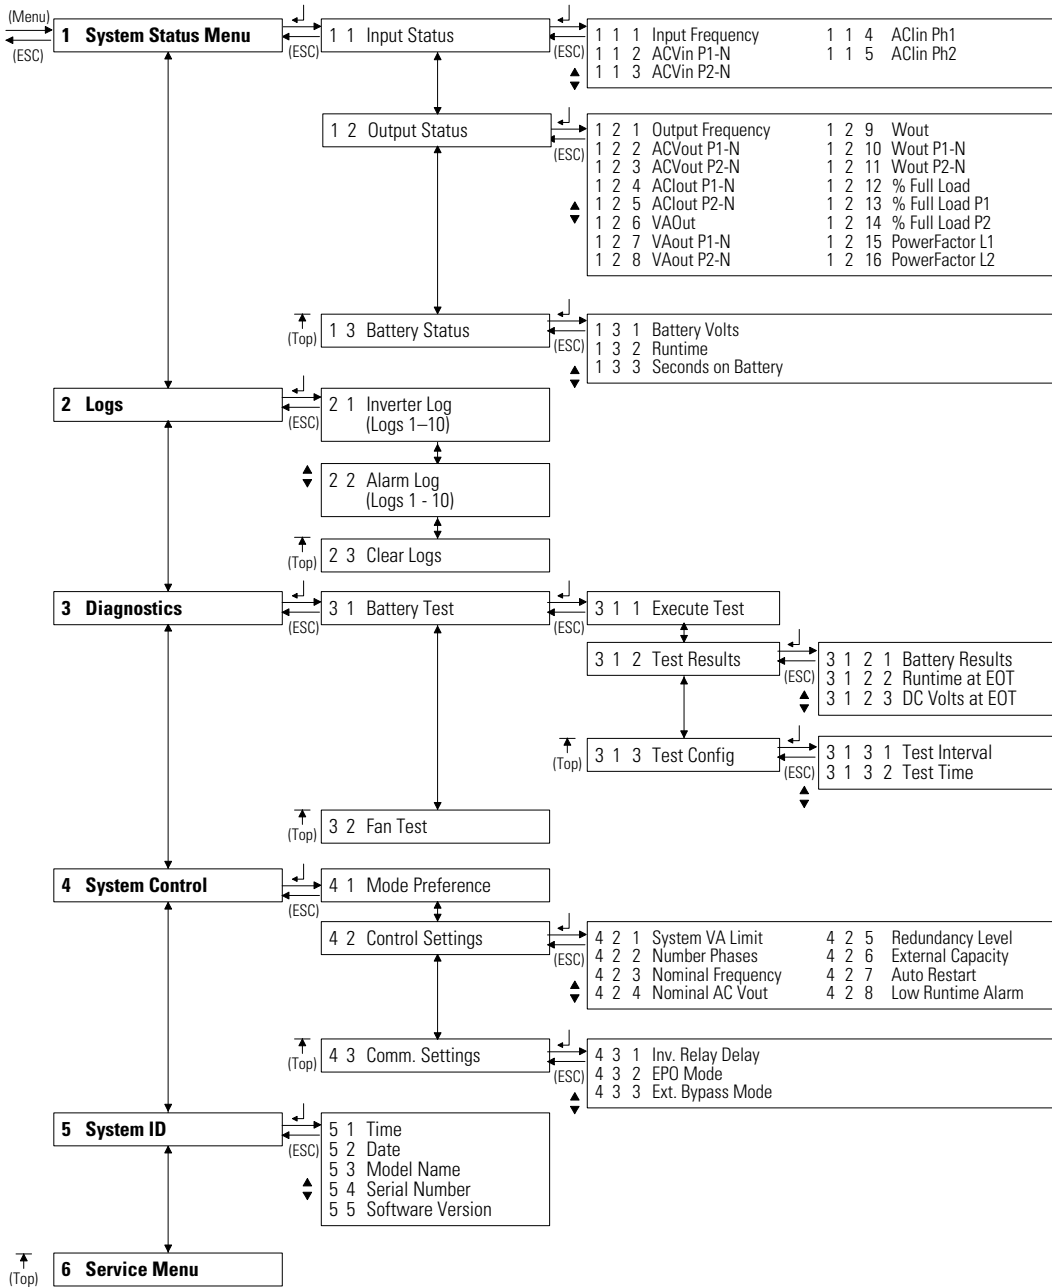 (Menu)
(ESC)
1 System Status Menu
(ESC)
1 1 Input Status
(ESC)
1 1 1 Input Frequency
1 1 2 ACVin P1-N
1 1 3 ACVin P2-N
1 1 4 AClin Ph1
1 1 5 AClin Ph2
1 2 Output Status
(ESC)
1 2 1 Output Frequency
1 2 2 ACVout P1-N
1 2 3 ACVout P2-N
1 2 4 AClout P1-N
1 2 5 AClout P2-N
1 2 6 VAOut
1 2 7 VAout P1-N
1 2 8 VAout P2-N
1 2 9 Wout
1 2 10 Wout P1-N
1 2 11 Wout P2-N
1 2 12 % Full Load
1 2 13 % Full Load P1
1 2 14 % Full Load P2
1 2 15 PowerFactor L1
1 2 16 PowerFactor L2
(Top)
1 3 Battery Status
(ESC)
1 3 1 Battery Volts
1 3 2 Runtime
1 3 3 Seconds on Battery
2 Logs
(ESC)
2 1 Inverter Log
(Logs 1–10)
2 2 Alarm Log
(Logs 1 - 10)
(Top)
2 3 Clear Logs
3 Diagnostics
(ESC)
3 1 Battery Test
(ESC)
3 1 1 Execute Test
3 1 2 Test Results
(ESC)
3 1 2 1 Battery Results
3 1 2 2 Runtime at EOT
3 1 2 3 DC Volts at EOT
(Top)
3 1 3 Test Config
(ESC)
3 1 3 1 Test Interval
3 1 3 2 Test Time
(Top)
3 2 Fan Test
4 System Control
(ESC)
4 1 Mode Preference
4 2 Control Settings
(ESC)
4 2 1 System VA Limit
4 2 2 Number Phases
4 2 3 Nominal Frequency
4 2 4 Nominal AC Vout
4 2 5 Redundancy Level
4 2 6 External Capacity
4 2 7 Auto Restart
4 2 8 Low Runtime Alarm
(Top)
4 3 Comm. Settings
(ESC)
4 3 1 Inv. Relay Delay
4 3 2 EPO Mode
4 3 3 Ext. Bypass Mode
5 System ID
(ESC)
5 1 Time
5 2 Date
5 3 Model Name
5 4 Serial Number
5 5 Software Version
(Top)
6 Service Menu